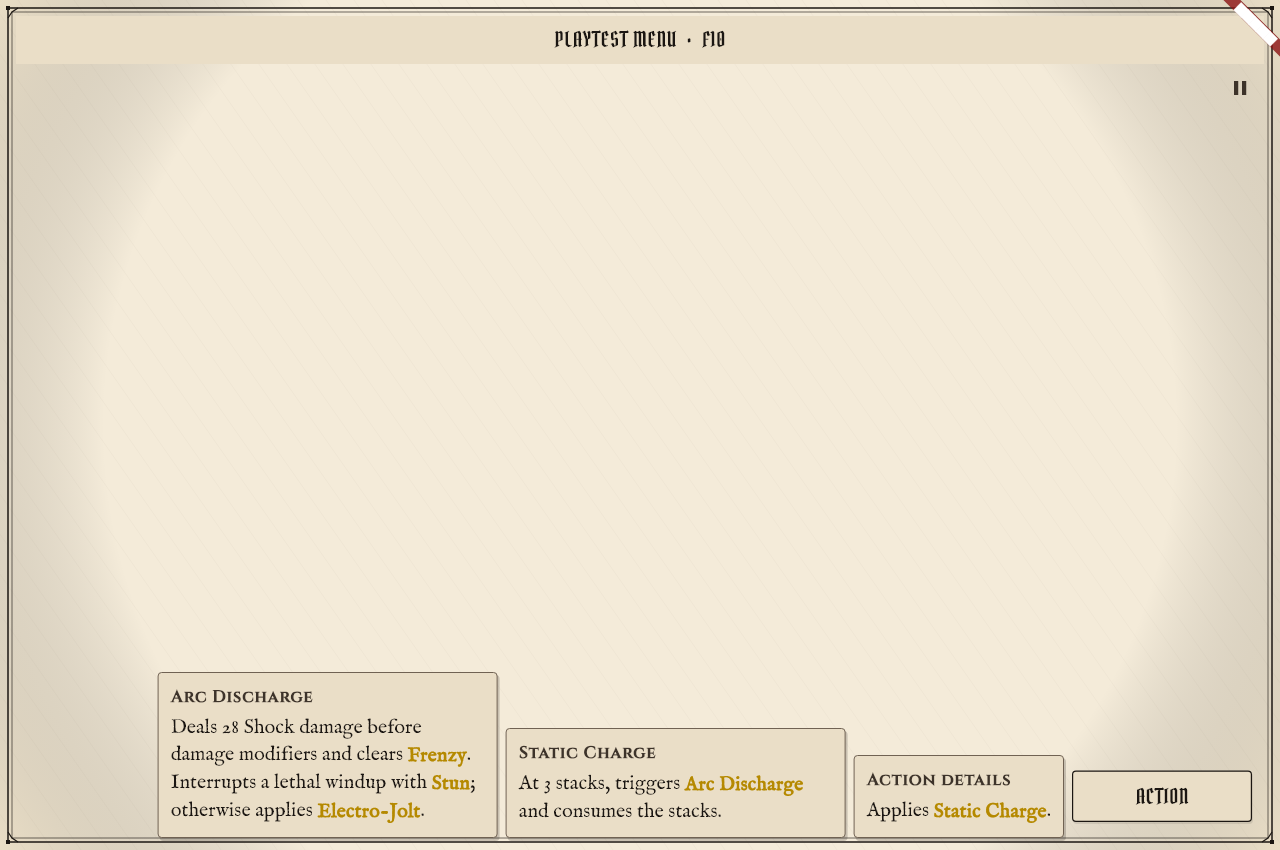 PLAYTEST MENU · F10
Arc Discharge
Deals 28 Shock damage before
damage modifiers and clears Frenzy.
Interrupts a lethal windup with Stun;
otherwise applies Electro-Jolt.
Static Charge
At 3 stacks, triggers Arc Discharge
and consumes the stacks.
Action details
Applies Static Charge.
ACTION